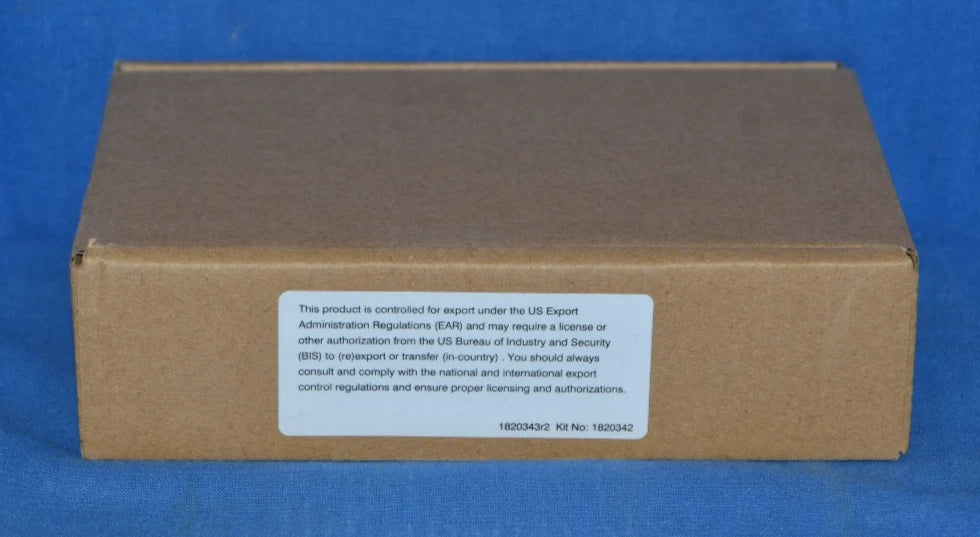 This product is controlled for export under the US Export
Administration Regulations (EAR) and may require a license or
other authorization from the US Bureau of Industry and Security
(BIS) to (re)export or transfer (in-country) . You should always
consult and comply with the national and international export
control regulations and ensure proper licensing and authorizations.
1820343r2 Kit No: 1820342